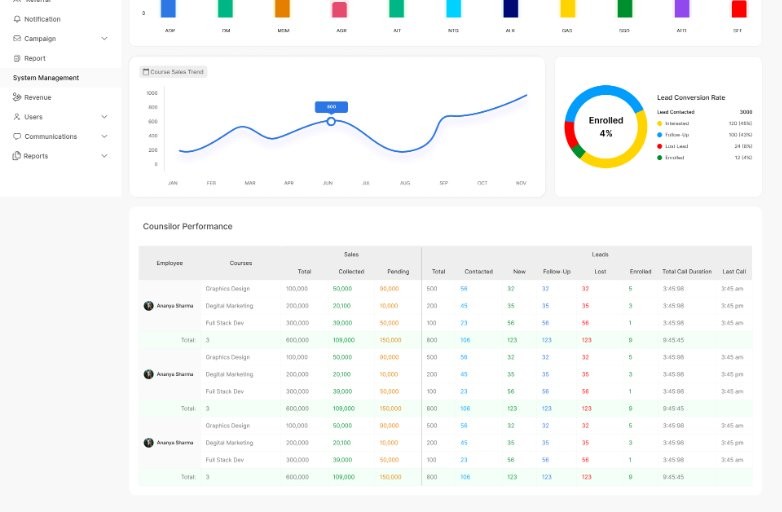 Referral
Notification
Campaign
Report
System Management
Revenue
Users
Communications
Reports
0
DM
MDM
AGR
NTG
Course Sales Trend
1000
800
600
400
200
0
800
JAN FEB MAR APR JUN JUL AUG SEP OCT NOV
Enrolled
4%
Lead Conversion Rate
Lead Contacted 3000
Interested
Follow-Up
Lost Lead 24 (8%)
Enrolled 12 (4%)
Counsilor Performance
Employee Courses Sales Leads
Total Collected Pending Total Contacted New Follow-Up Lost Enrolled Total Call Duration Last Call
Graphics Design 100,000 50,000 50,000 500 56 32 32 32 5 3:45:98 3:45 am
Ananya Sharma Degital Marketing 200,000 20,100 10,000 200 45 35 35 35 3 3:45:98 3:45 pm
Full Stack Dev 300,000 39,000 50,000 100 23 56 56 56 1 3:45:98 3:45 am
Total: 3 600,000 109,000 150,000 800 106 123 123 123 9 9:45:45
Graphics Design 100,000 50,000 50,000 500 56 32 32 32 5 3:45:98 3:45 am
Ananya Sharma Degital Marketing 200,000 20,100 10,000 200 45 35 35 35 3 3:45:98 3:45 pm
Full Stack Dev 300,000 39,000 50,000 100 23 56 56 56 1 3:45:98 3:45 am
Total: 3 600,000 109,000 150,000 800 106 123 123 123 9 9:45:45
Graphics Design 100,000 50,000 50,000 500 56 32 32 32 5 3:45:98 3:45 am
Ananya Sharma Degital Marketing 200,000 20,100 10,000 200 45 35 35 35 3 3:45:98 3:45 pm
Full Stack Dev 300,000 39,000 50,000 100 23 56 56 56 1 3:45:98 3:45 am
Total: 3 600,000 109,000 150,000 800 106 123 123 123 9 9:45:45